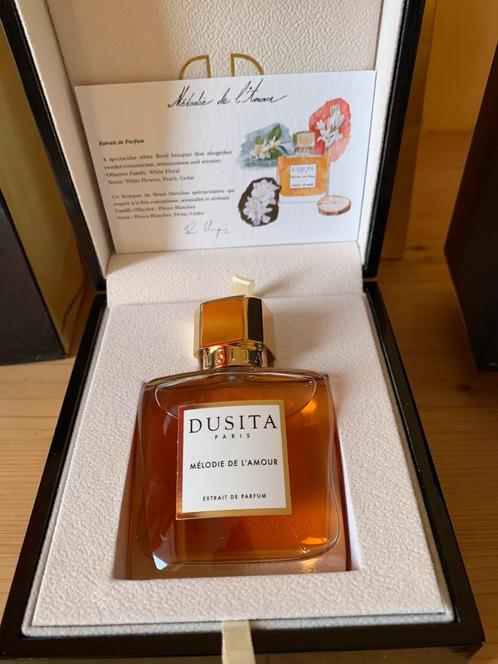 Mélodie de l'Amour
Extrait de Parfum
A spectacular white floral bouquet that altogether
exudes romanticism, sensuousness and serenity.
Olfactive Family: White Floral
Notes: White Flowers, Peach, Cedar
Un bouquet de fleurs blanches spectaculaires qui
inspire à la fois romantisme, sensualité et sérénité.
Famille Olfactive : Fleurs Blanches
Notes : Fleurs Blanches, Pêche, Cèdre
DUSITA
DUSITA
PARIS
MÉLODIE DE L'AMOUR
EXTRAIT DE PARFUM